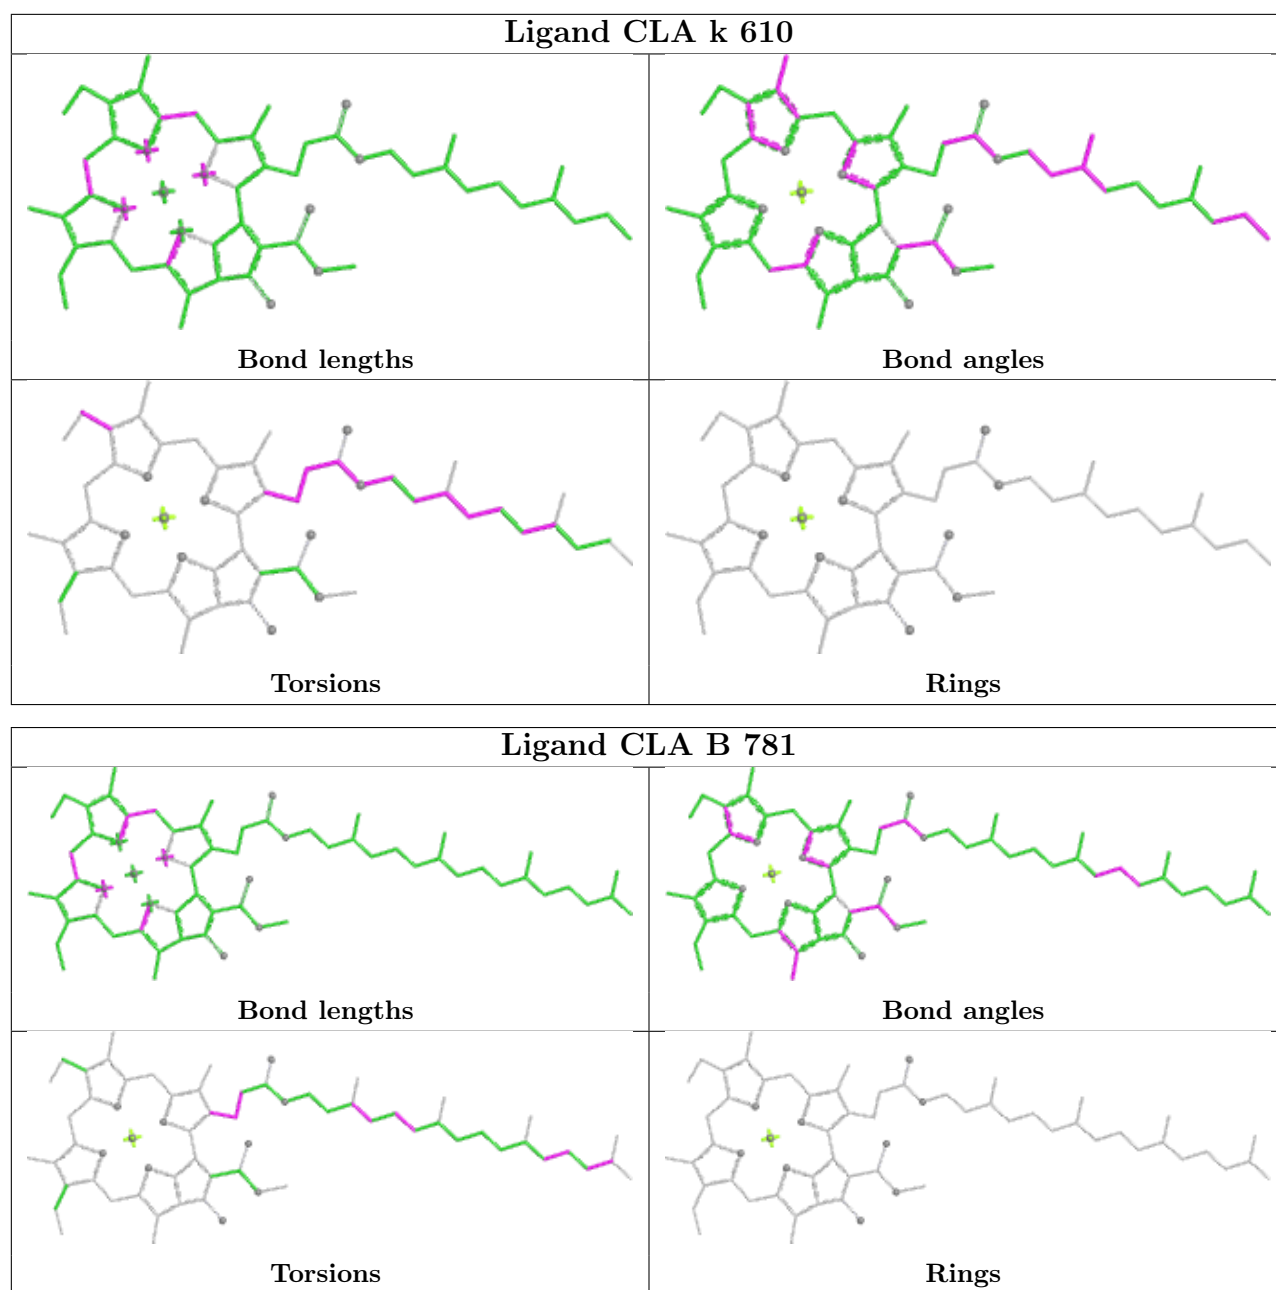 Ligand CLA k 610
Bond lengths
Bond angles
Torsions
Rings
Ligand CLA B 781
Bond lengths
Bond angles
Torsions
Rings